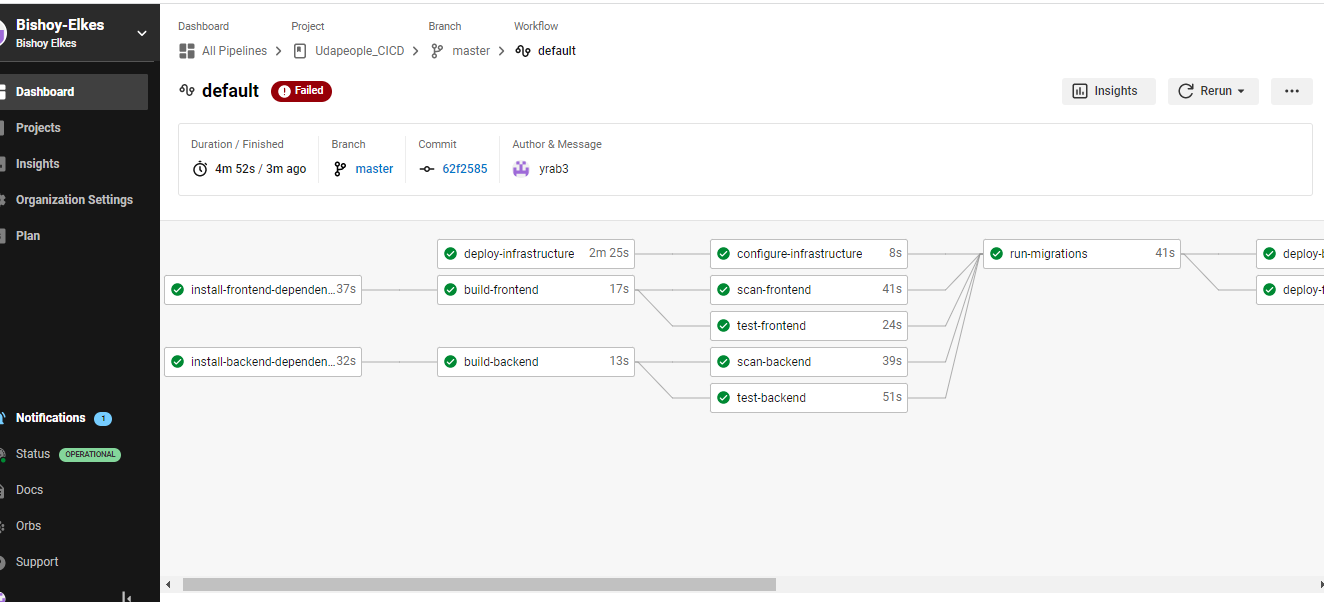 Bishoy-Elkes
Bishoy Elkes
Dashboard
Projects
Insights
Organization Settings
Plan
Notifications 1
Status OPERATIONAL
Docs
Orbs
Support
Dashboard Project Branch Workflow
All Pipelines Udapeople_CICD master default
default Failed
Insights Rerun
Duration / Finished Branch Commit Author & Message
4m 52s / 3m ago master 62f2585 yrab3
deploy-infrastructure 2m 25s configure-infrastructure 8s run-migrations 41s deploy-b
install-frontend-dependen... 37s build-frontend 17s scan-frontend 41s deploy-f
test-frontend 24s
install-backend-dependen... 32s build-backend 13s scan-backend 39s
test-backend 51s